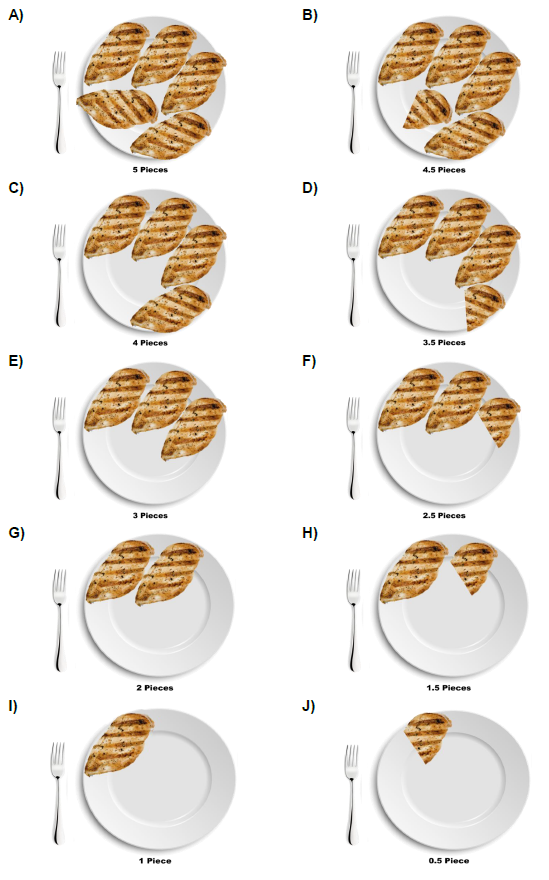 A)
B)
5 Pieces
4.5 Pieces
C)
D)
4 Pieces
3.5 Pieces
E)
F)
3 Pieces
2.5 Pieces
G)
H)
2 Pieces
1.5 Pieces
I)
J)
1 Piece
0.5 Piece